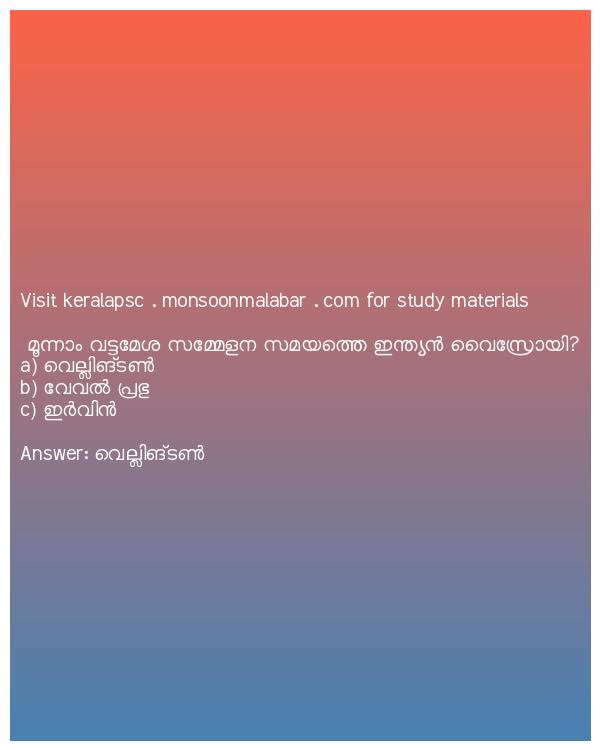 Visit keralapsc . monsoonmalabar . com for study materials
മൂന്നാം വട്ടമേശ സമ്മേളന സമയത്തെ ഇന്ത്യൻ വൈസ്രോയി?
a) വെല്ലിങ്ടൺ
b) വേവൽ പ്രഭു
c) ഇർവിൻ
Answer: വെല്ലിങ്ടൺ